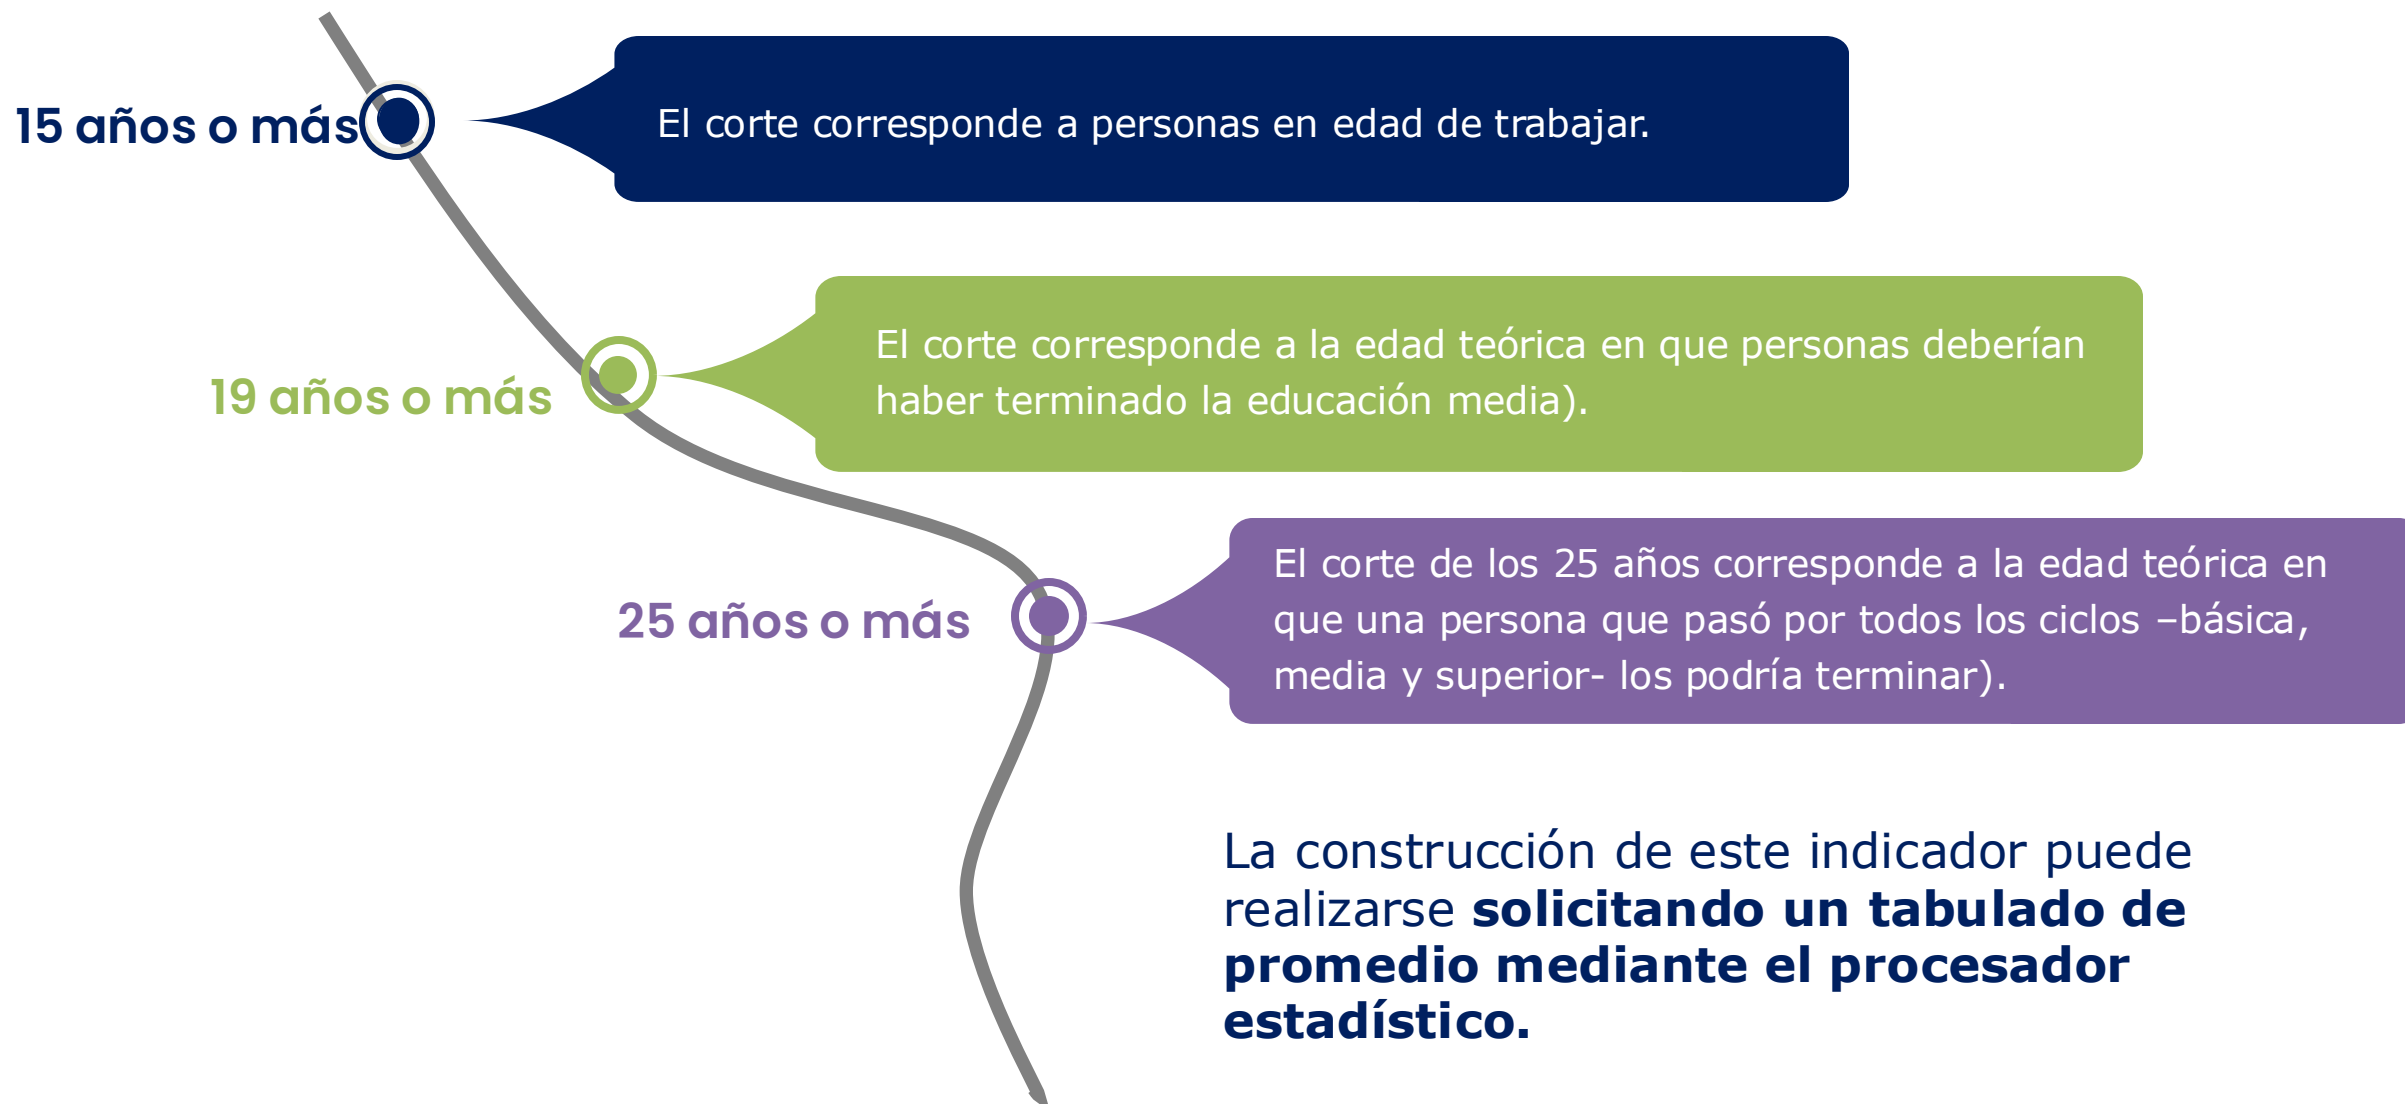 15 años o más
El corte corresponde a personas en edad de trabajar.
19 años o más
El corte corresponde a la edad teórica en que personas deberían
haber terminado la educación media).
25 años o más
El corte de los 25 años corresponde a la edad teórica en
que una persona que pasó por todos los ciclos –básica,
media y superior- los podría terminar).
La construcción de este indicador puede
realizarse solicitando un tabulado de
promedio mediante el procesador
estadístico.